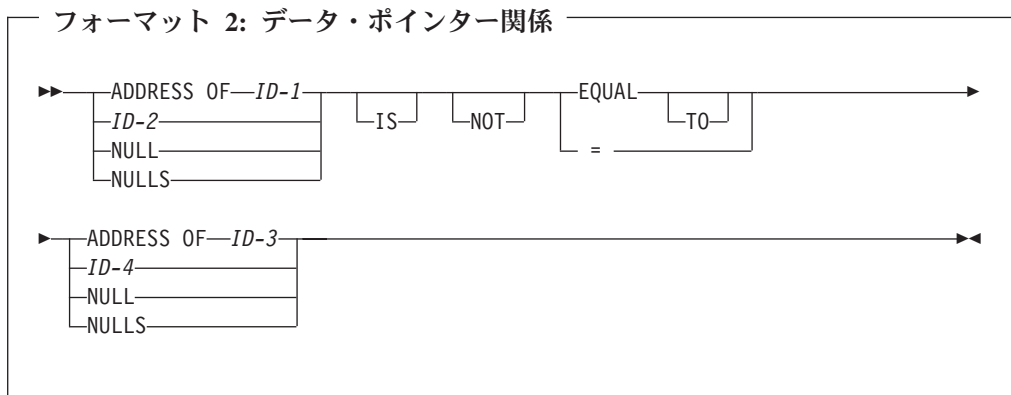 フォーマット 2: データ・ポインター関係
ADDRESS OF ID-1 IS NOT EQUAL TO
ID-2 =
NULL
NULLS
ADDRESS OF ID-3
ID-4
NULL
NULLS